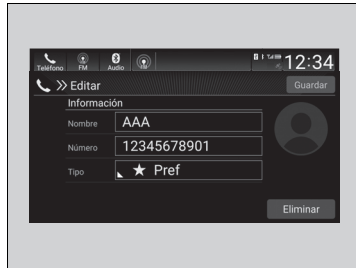 Teléfono FM Audio 12:34
Editar Guardar
Información
Nombre AAA
Número 12345678901
Tipo ★ Pref
Eliminar